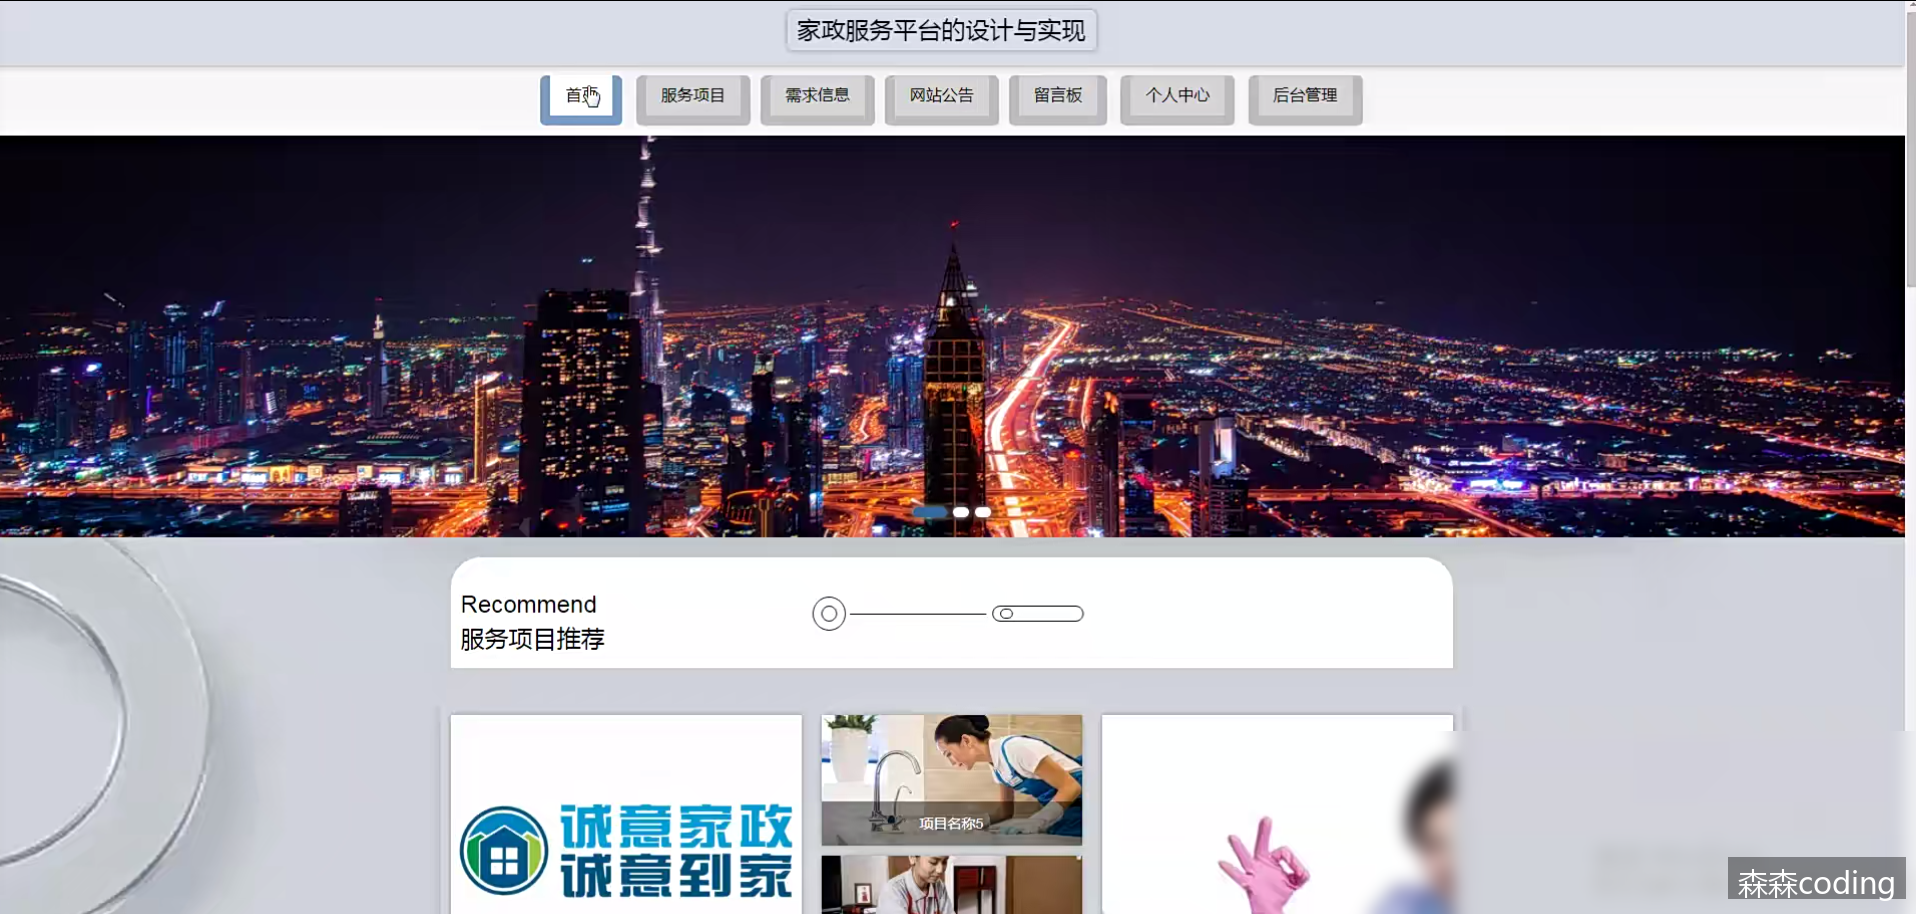 家政服务平台的设计与实现
首页
服务项目
需求信息
网站公告
留言板
个人中心
后台管理
Recommend
服务项目推荐
诚意家政
诚意到家
项目名称5
森森coding